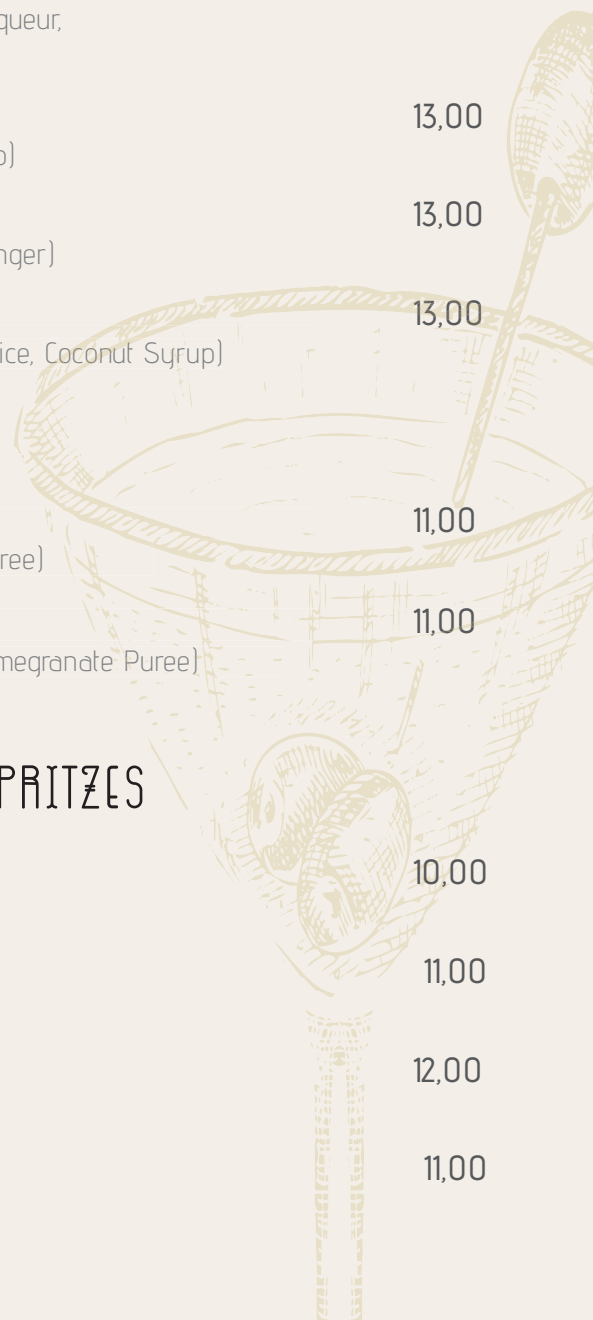 queur,
13,00
o)
13,00
nger)
13,00
ice, Coconut Syrup)
11,00
ree)
11,00
megranate Puree)
PRITZES
10,00
11,00
12,00
11,00